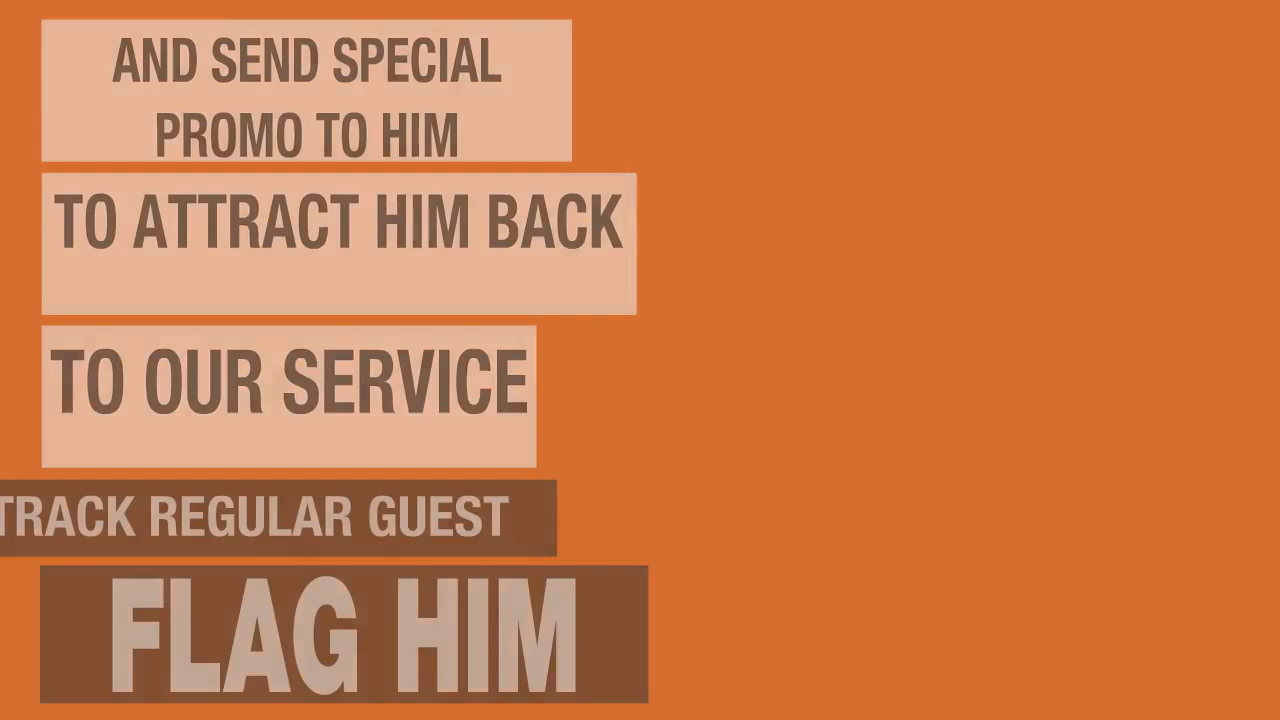 AND SEND SPECIAL
PROMO TO HIM
TO ATTRACT HIM BACK
TO OUR SERVICE
TRACK REGULAR GUEST
FLAG HIM